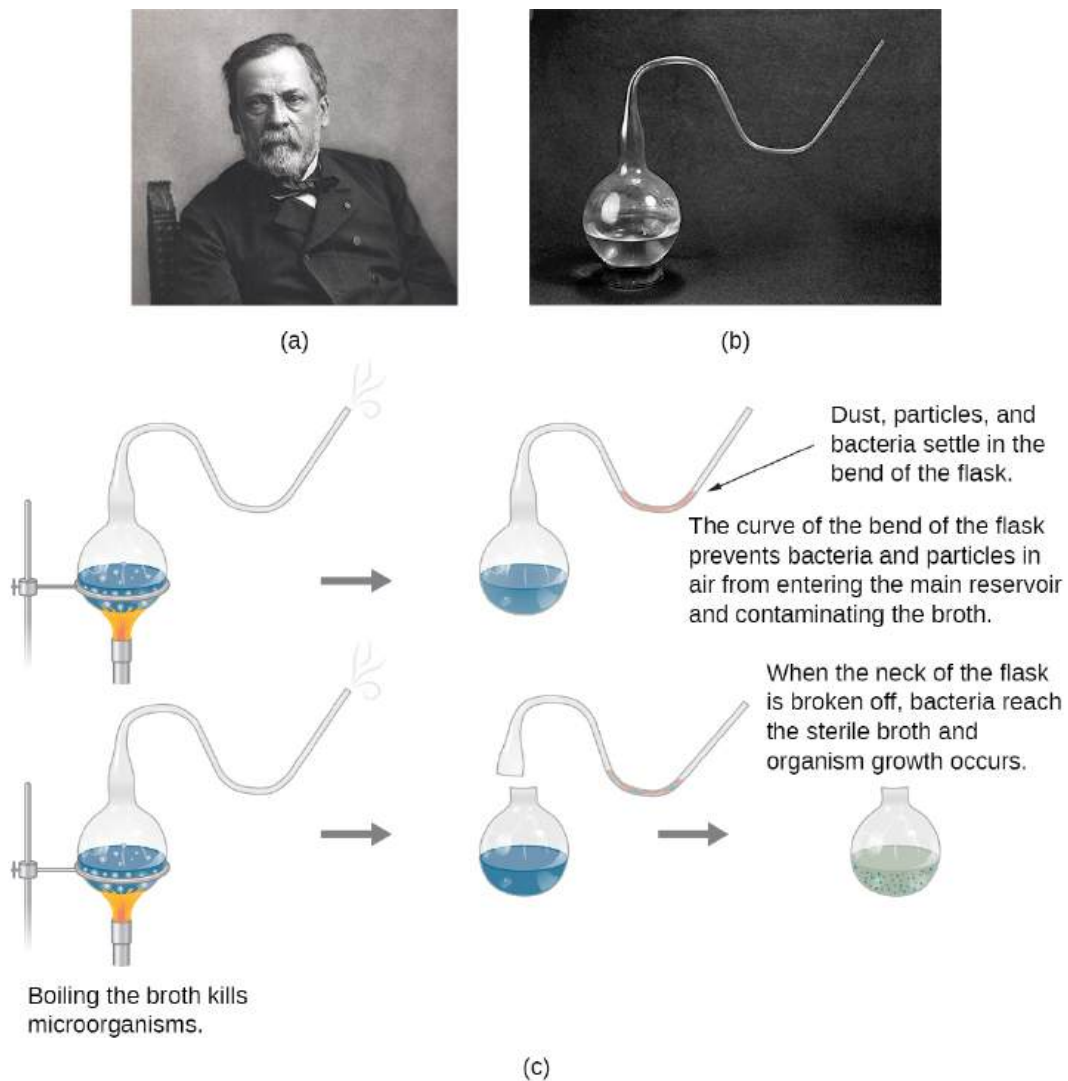 (a)
(b)
Dust, particles, and
bacteria settle in the
bend of the flask.
The curve of the bend of the flask
prevents bacteria and particles in
air from entering the main reservoir
and contaminating the broth.
When the neck of the flask
is broken off, bacteria reach
the sterile broth and
organism growth occurs.
Boiling the broth kills
microorganisms.
(c)